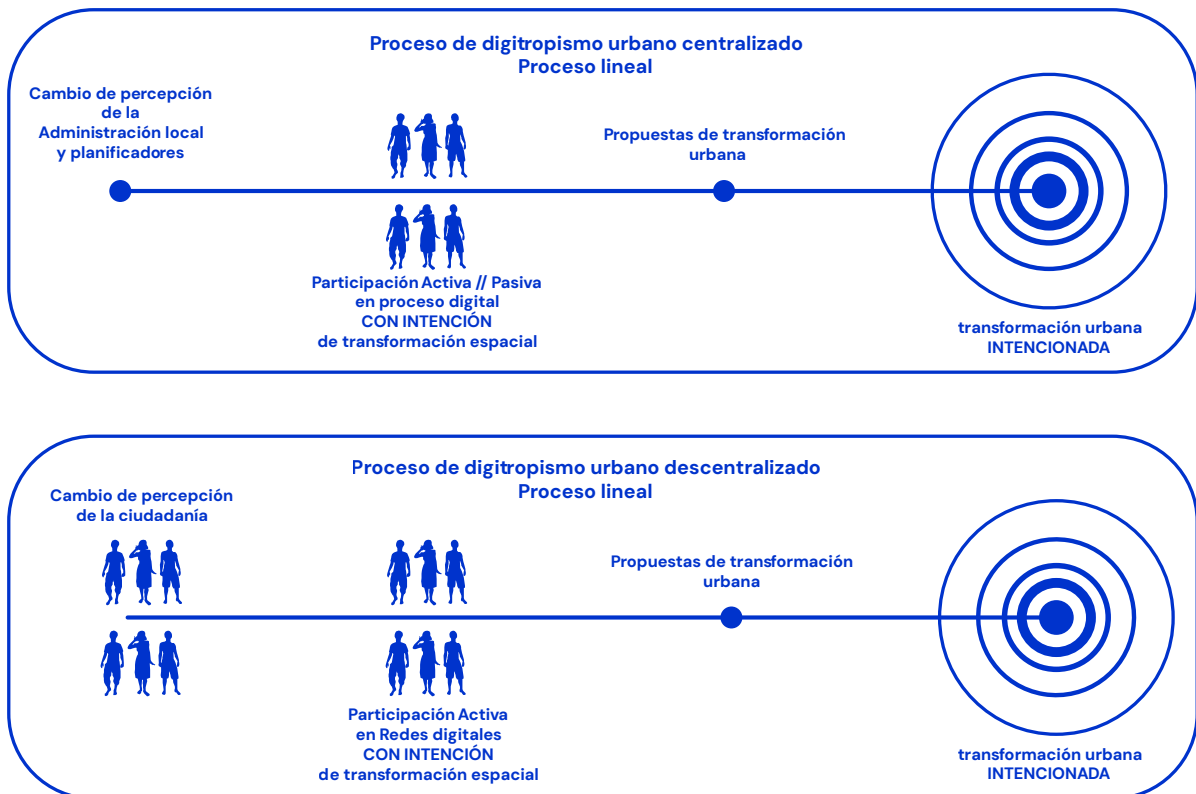 Proceso de digitropismo urbano centralizado
Proceso lineal
Cambio de percepción
de la
Administración local
y planificadores
Propuestas de transformación
urbana
Participación Activa // Pasiva
en proceso digital
CON INTENCIÓN
de transformación espacial
transformación urbana
INTENCIONADA
Proceso de digitropismo urbano descentralizado
Proceso lineal
Cambio de percepción
de la ciudadanía
Propuestas de transformación
urbana
Participación Activa
en Redes digitales
CON INTENCIÓN
de transformación espacial
transformación urbana
INTENCIONADA